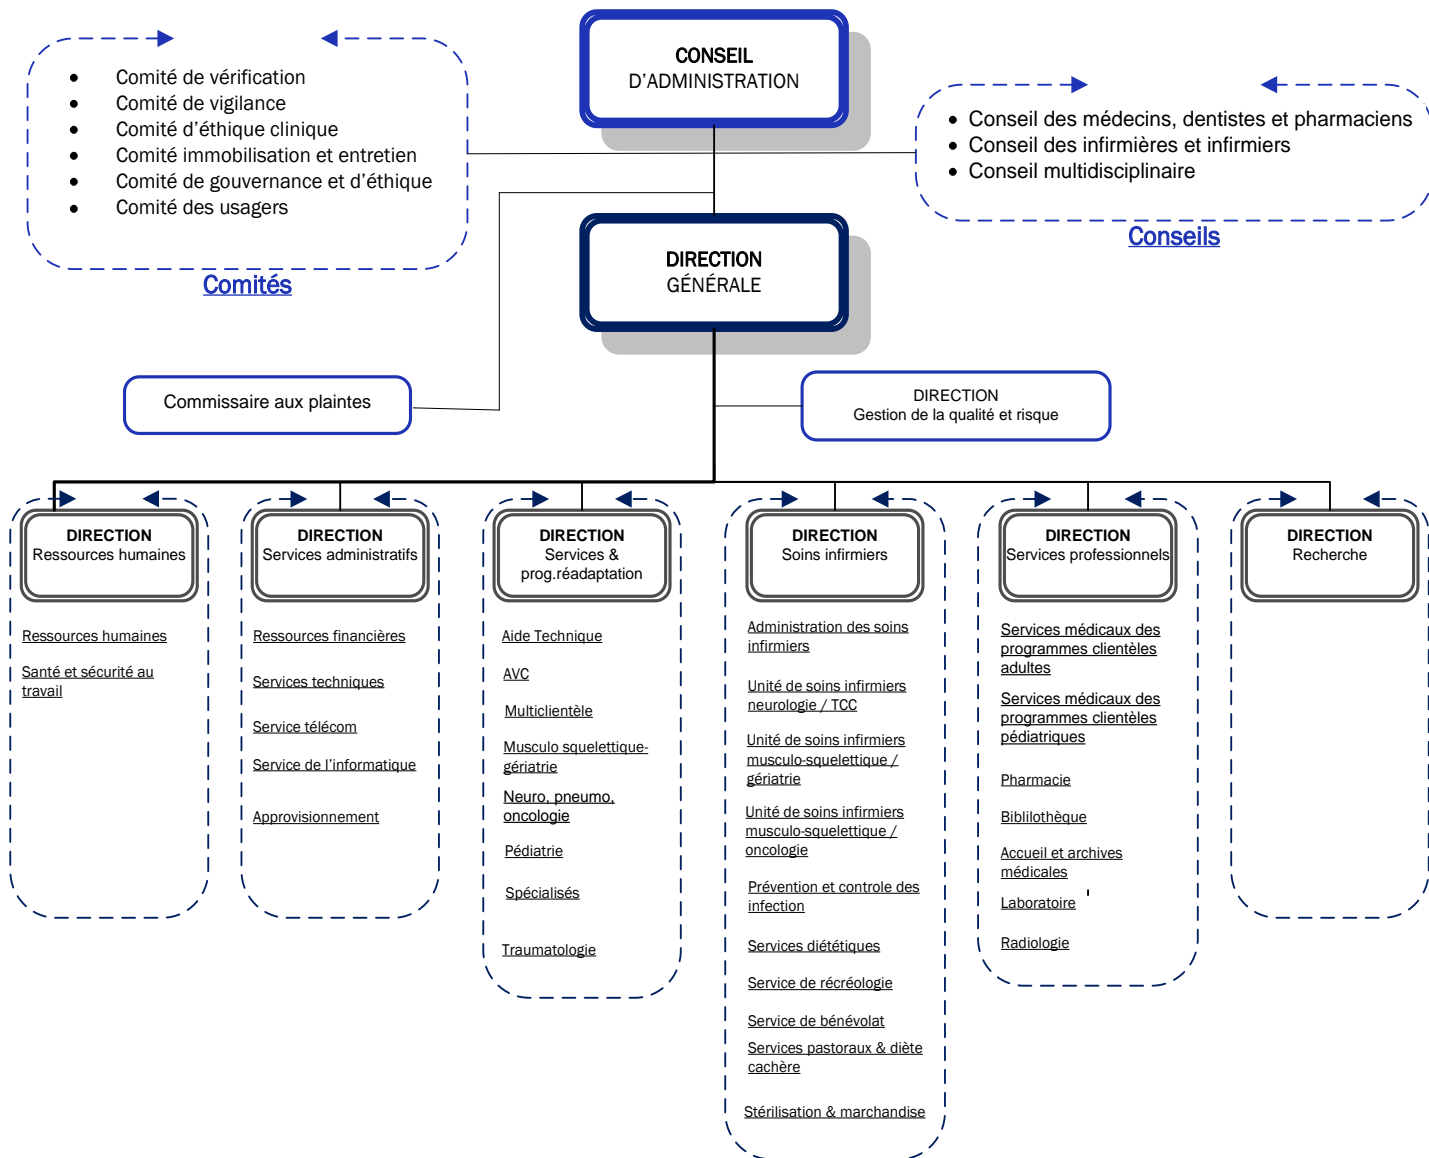 CONSEIL
D'ADMINISTRATION
Comité de vérification
Comité de vigilance
Comité d'éthique clinique
Comité immobilisation et entretien
Comité de gouvernance et d'éthique
Comité des usagers
Comités
Conseil des médecins, dentistes et pharmaciens
Conseil des infirmières et infirmiers
Conseil multidisciplinaire
Conseils
DIRECTION
GÉNÉRALE
Commissaire aux plaintes
DIRECTION
Gestion de la qualité et risque
DIRECTION
Ressources humaines
Ressources humaines
Santé et sécurité au
travail
DIRECTION
Services administratifs
Ressources financières
Services techniques
Service télécom
Service de l'informatique
Approvisionnement
DIRECTION
Services &
prog.réadaptation
Aide Technique
AVC
Multiclientèle
Musculo squelettique-
gériatrie
Neuro, pneumo,
oncologie
Pédiatrie
Spécialisés
Traumatologie
DIRECTION
Soins infirmiers
Administration des soins
infirmiers
Unité de soins infirmiers
neurologie / TCC
Unité de soins infirmiers
musculo-squelettique /
gériatrie
Unité de soins infirmiers
musculo-squelettique /
oncologie
Prévention et controle des
infection
Services diététiques
Service de récréologie
Service de bénévolat
Services pastoraux & diète
cachère
Stérilisation & marchandise
DIRECTION
Services professionnels
Services médicaux des
programmes clientèles
adultes
Services médicaux des
programmes clientèles
pédiatriques
Pharmacie
Biblilothèque
Accueil et archives
médicales
Laboratoire
Radiologie
DIRECTION
Recherche